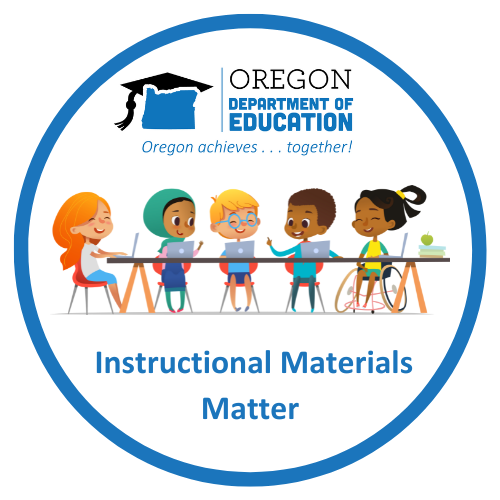 OREGON
DEPARTMENT OF
EDUCATION
Oregon achieves . . . together!
Instructional Materials
Matter